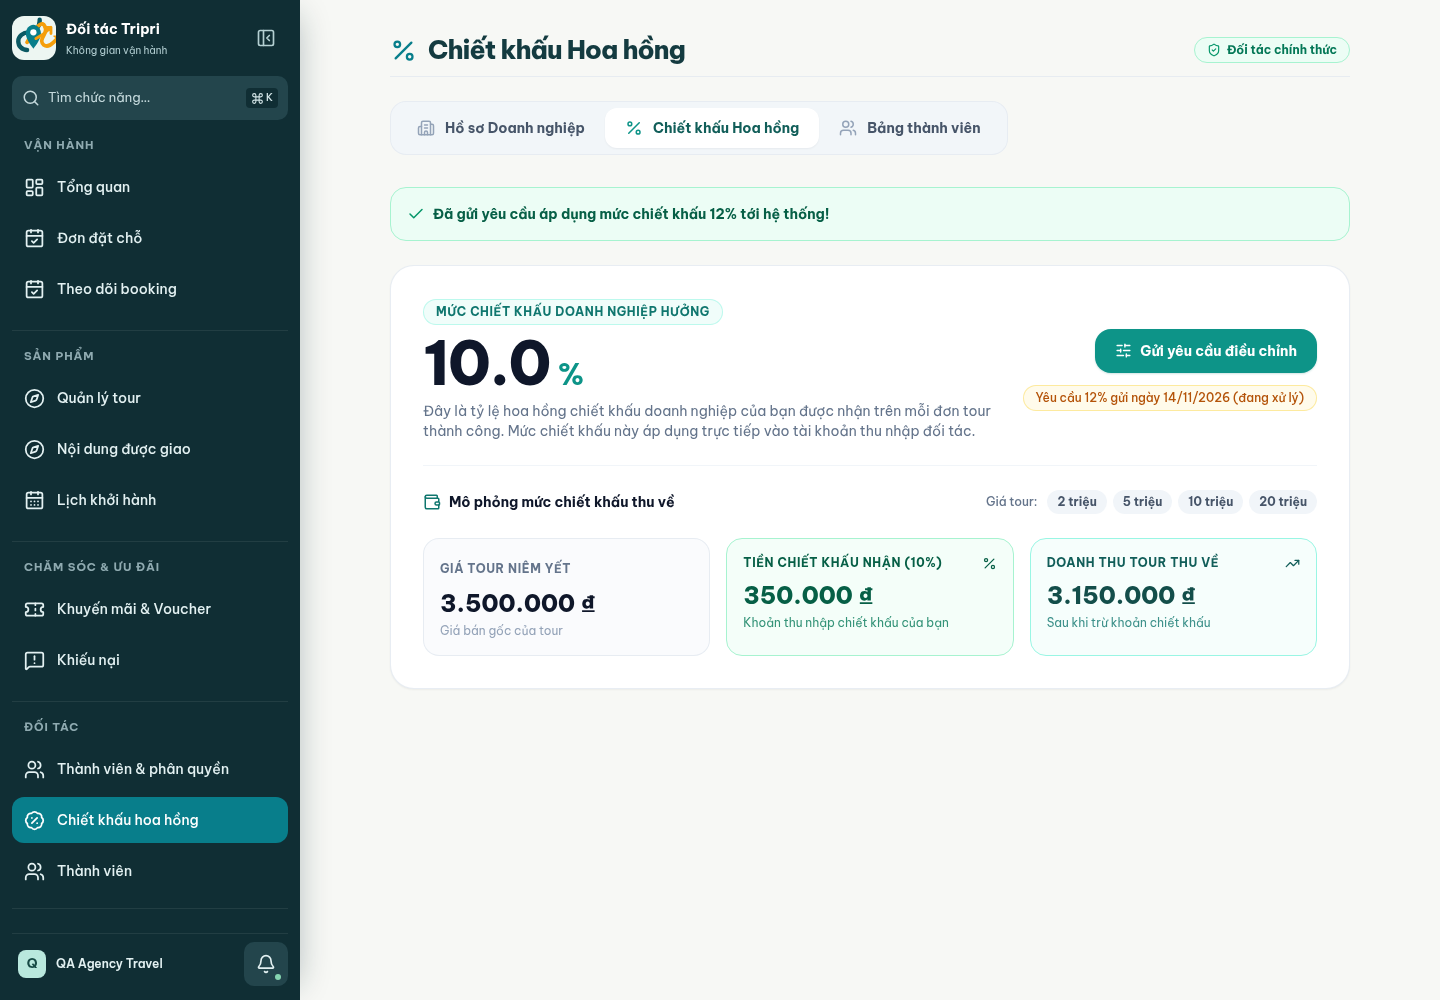 Đối tác Tripri
Không gian vận hành
Tìm chức năng...
⌘K
VẬN HÀNH
Tổng quan
Đơn đặt chỗ
Theo dõi booking
SẢN PHẨM
Quản lý tour
Nội dung được giao
Lịch khởi hành
CHĂM SÓC & ƯU ĐÃI
Khuyến mãi & Voucher
Khiếu nại
ĐỐI TÁC
Thành viên & phân quyền
Chiết khấu hoa hồng
Thành viên
Q
QA Agency Travel
Chiết khấu Hoa hồng
Đối tác chính thức
Hồ sơ Doanh nghiệp
Chiết khấu Hoa hồng
Bảng thành viên
Đã gửi yêu cầu áp dụng mức chiết khấu 12% tới hệ thống!
MỨC CHIẾT KHẤU DOANH NGHIỆP HƯỞNG
10.0 %
Đây là tỷ lệ hoa hồng chiết khấu doanh nghiệp của bạn được nhận trên mỗi đơn tour
thành công. Mức chiết khấu này áp dụng trực tiếp vào tài khoản thu nhập đối tác.
Gửi yêu cầu điều chỉnh
Yêu cầu 12% gửi ngày 14/11/2026 (đang xử lý)
Mô phỏng mức chiết khấu thu về
Giá tour:
2 triệu
5 triệu
10 triệu
20 triệu
GIÁ TOUR NIÊM YẾT
3.500.000 ₫
Giá bán gốc của tour
TIỀN CHIẾT KHẤU NHẬN (10%)
350.000 ₫
Khoản thu nhập chiết khấu của bạn
DOANH THU TOUR THU VỀ
3.150.000 ₫
Sau khi trừ khoản chiết khấu